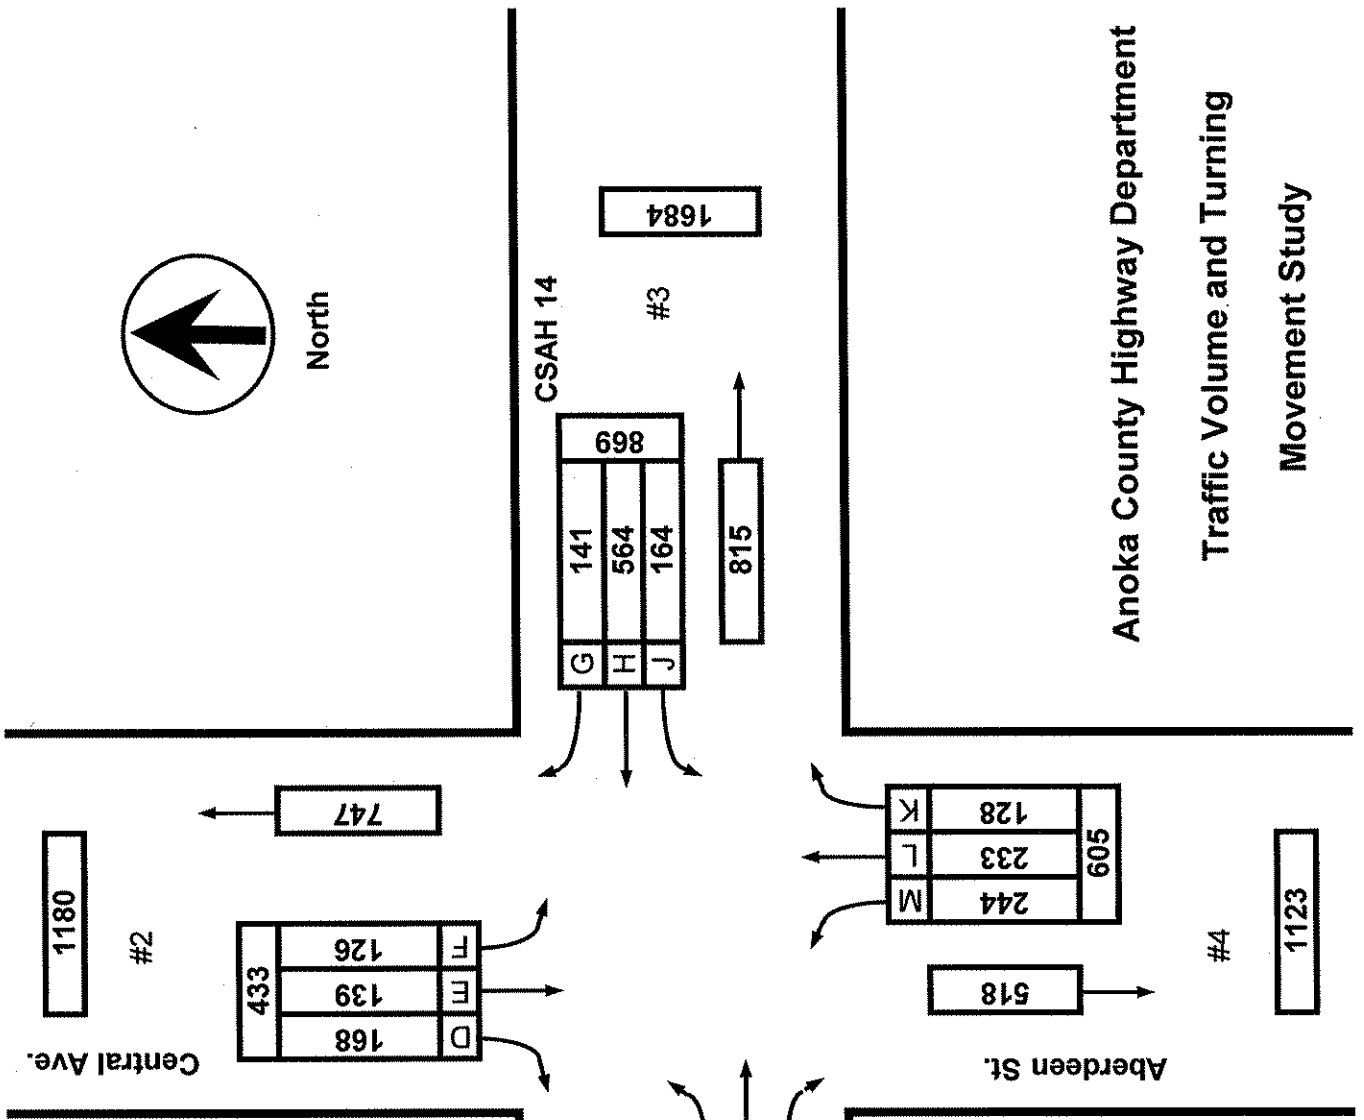 North
CSAH 14
1684
#3
G 141
H 564
J 164
869
815
747
1180
#2
433
126 F
139 E
168 D
Central Ave.
K 128
L 233
M 244
605
518
#4
1123
Aberdeen St.
Anoka County Highway Department
Traffic Volume and Turning
Movement Study